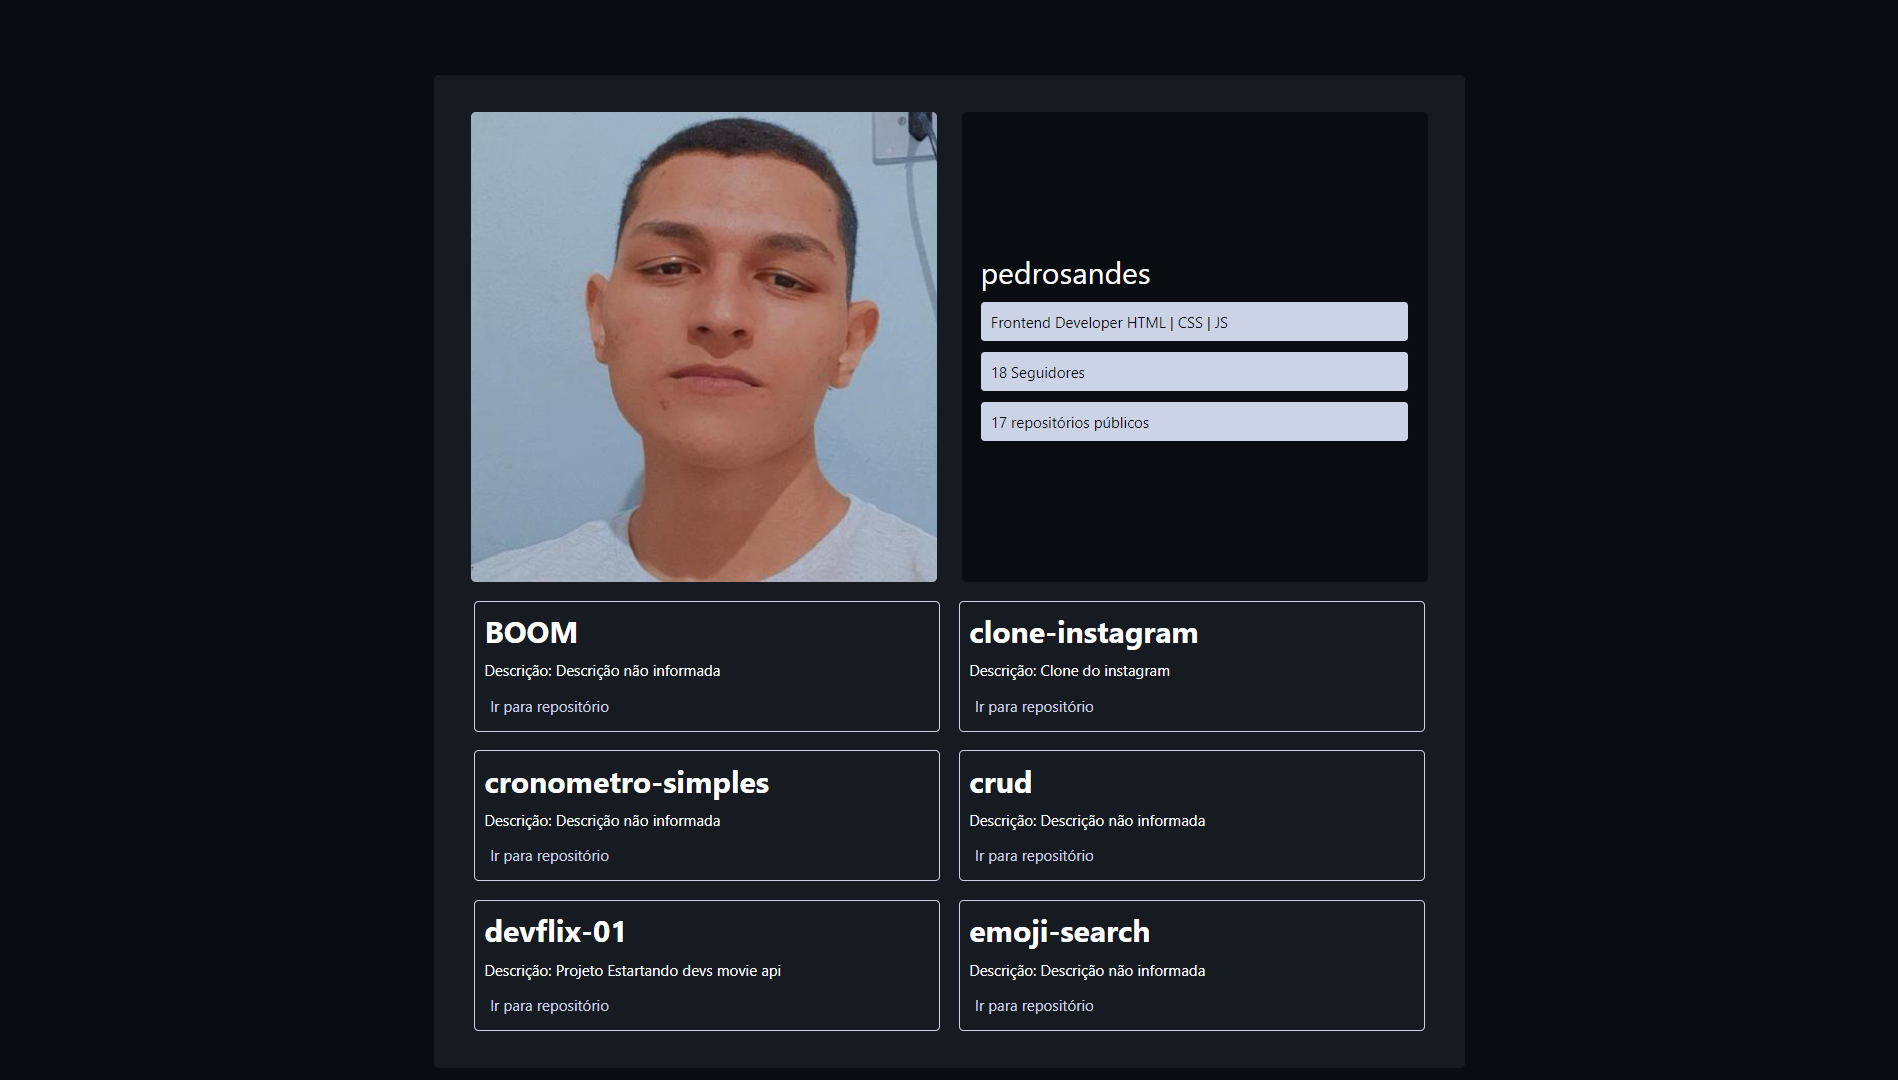 pedrosandes
Frontend Developer HTML | CSS | JS
18 Seguidores
17 repositórios públicos
BOOM
Descrição: Descrição não informada
Ir para repositório
clone-instagram
Descrição: Clone do instagram
Ir para repositório
cronometro-simples
Descrição: Descrição não informada
Ir para repositório
crud
Descrição: Descrição não informada
Ir para repositório
devflix-01
Descrição: Projeto Estartando devs movie api
Ir para repositório
emoji-search
Descrição: Descrição não informada
Ir para repositório